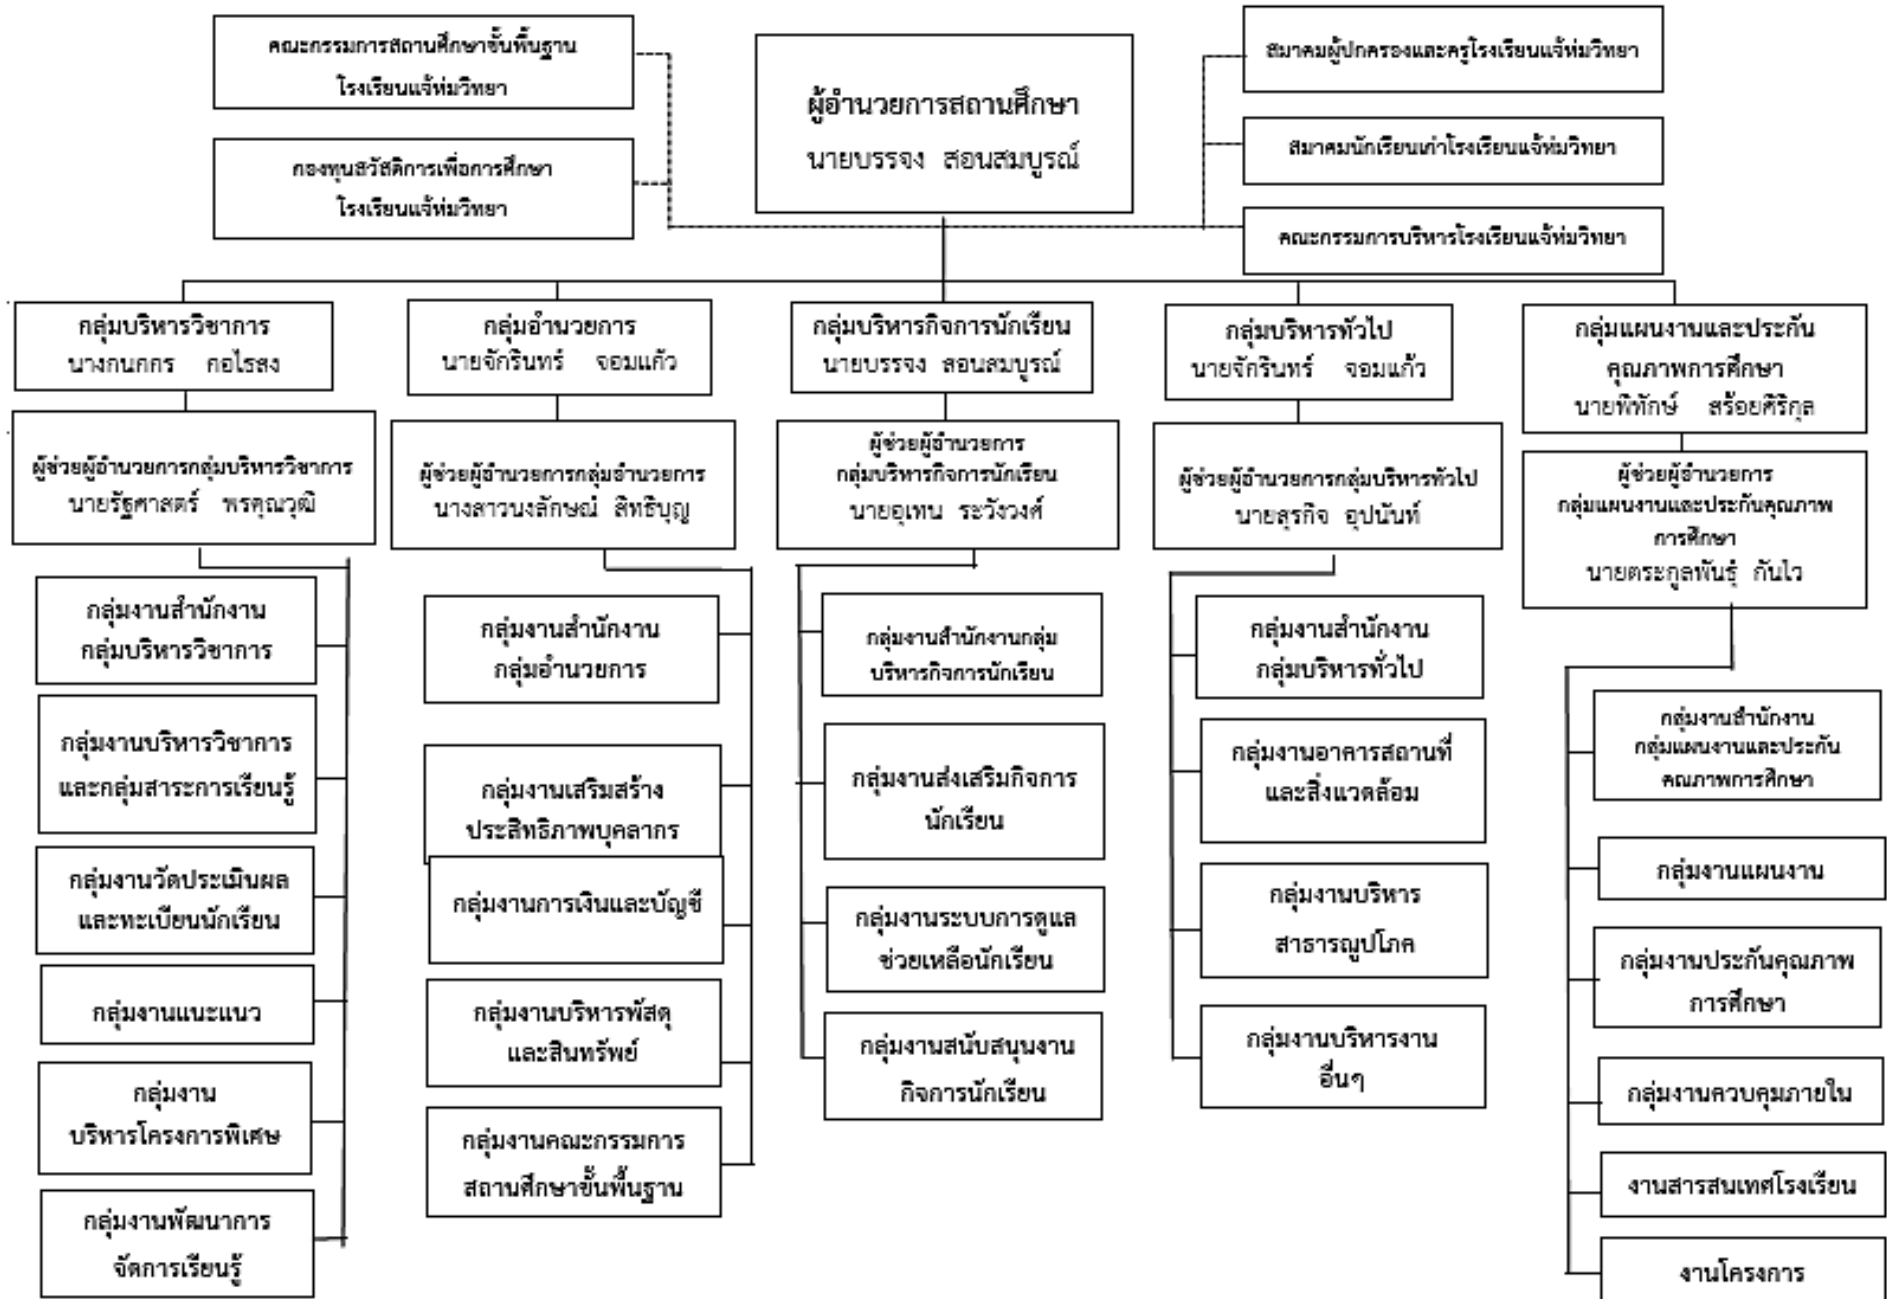 คณะกรรมการสถานศึกษาขั้นพื้นฐาน
โรงเรียนแจ้ห่มวิทยา
กองทุนสวัสดิการเพื่อการศึกษา
โรงเรียนแจ้ห่มวิทยา
ผู้อำนวยการสถานศึกษา
นายบรรจง สอนสมบูรณ์
สมาคมผู้ปกครองและครูโรงเรียนแจ้ห่มวิทยา
สมาคมนักเรียนเก่าโรงเรียนแจ้ห่มวิทยา
คณะกรรมการบริหารโรงเรียนแจ้ห่มวิทยา
กลุ่มบริหารวิชาการ
นางกนกกร กอไธสง
ผู้ช่วยผู้อำนวยการกลุ่มบริหารวิชาการ
นายรัฐศาสตร์ พรคุณวุฒิ
กลุ่มงานสำนักงาน
กลุ่มบริหารวิชาการ
กลุ่มงานบริหารวิชาการ
และกลุ่มสาระการเรียนรู้
กลุ่มงานวัดประเมินผล
และทะเบียนนักเรียน
กลุ่มงานแนะแนว
กลุ่มงาน
บริหารโครงการพิเศษ
กลุ่มงานพัฒนาการ
จัดการเรียนรู้
กลุ่มอำนวยการ
นายจักรินทร์ จอมแก้ว
ผู้ช่วยผู้อำนวยการกลุ่มอำนวยการ
นางสาวนงลักษณ์ สิทธิบุญ
กลุ่มงานสำนักงาน
กลุ่มอำนวยการ
กลุ่มงานเสริมสร้าง
ประสิทธิภาพบุคลากร
กลุ่มงานการเงินและบัญชี
กลุ่มงานบริหารพัสดุ
และสินทรัพย์
กลุ่มงานคณะกรรมการ
สถานศึกษาขั้นพื้นฐาน
กลุ่มบริหารกิจการนักเรียน
นายบรรจง สอนสมบูรณ์
ผู้ช่วยผู้อำนวยการ
กลุ่มบริหารกิจการนักเรียน
นายอุเทน ระวังวงศ์
กลุ่มงานสำนักงานกลุ่ม
บริหารกิจการนักเรียน
กลุ่มงานส่งเสริมกิจการ
นักเรียน
กลุ่มงานระบบการดูแล
ช่วยเหลือนักเรียน
กลุ่มงานสนับสนุนงาน
กิจการนักเรียน
กลุ่มบริหารทั่วไป
นายจักรินทร์ จอมแก้ว
ผู้ช่วยผู้อำนวยการกลุ่มบริหารทั่วไป
นายสุรกิจ อุปนันท์
กลุ่มงานสำนักงาน
กลุ่มบริหารทั่วไป
กลุ่มงานอาคารสถานที่
และสิ่งแวดล้อม
กลุ่มงานบริหาร
สาธารณูปโภค
กลุ่มงานบริหารงาน
อื่นๆ
กลุ่มแผนงานและประกัน
คุณภาพการศึกษา
นายพิทักษ์ สร้อยศิริกุล
ผู้ช่วยผู้อำนวยการ
กลุ่มแผนงานและประกันคุณภาพ
การศึกษา
นายตระกูลพันธุ์ กันไว
กลุ่มงานสำนักงาน
กลุ่มแผนงานและประกัน
คุณภาพการศึกษา
กลุ่มงานแผนงาน
กลุ่มงานประกันคุณภาพ
การศึกษา
กลุ่มงานควบคุมภายใน
งานสารสนเทศโรงเรียน
งานโครงการ